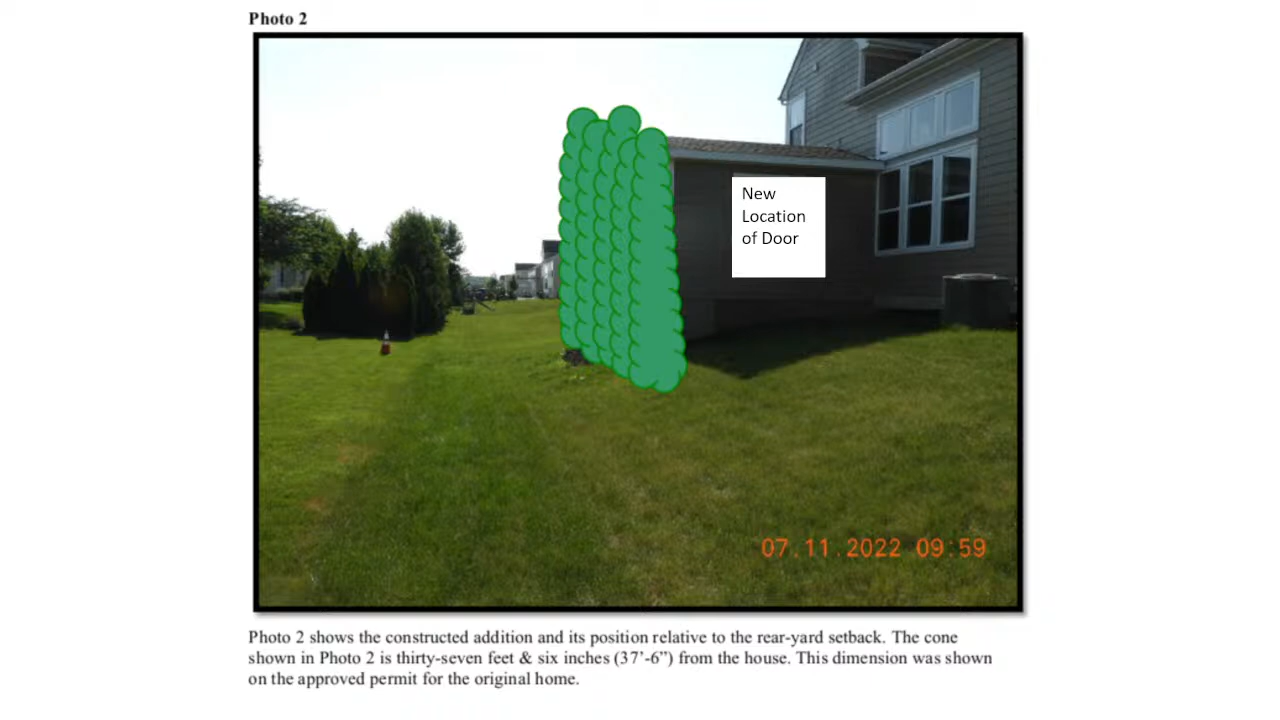 Photo 2
New
Location
of Door
07.11.2022 09:59
Photo 2 shows the constructed addition and its position relative to the rear-yard setback. The cone
shown in Photo 2 is thirty-seven feet & six inches (37’-6”) from the house. This dimension was shown
on the approved permit for the original home.